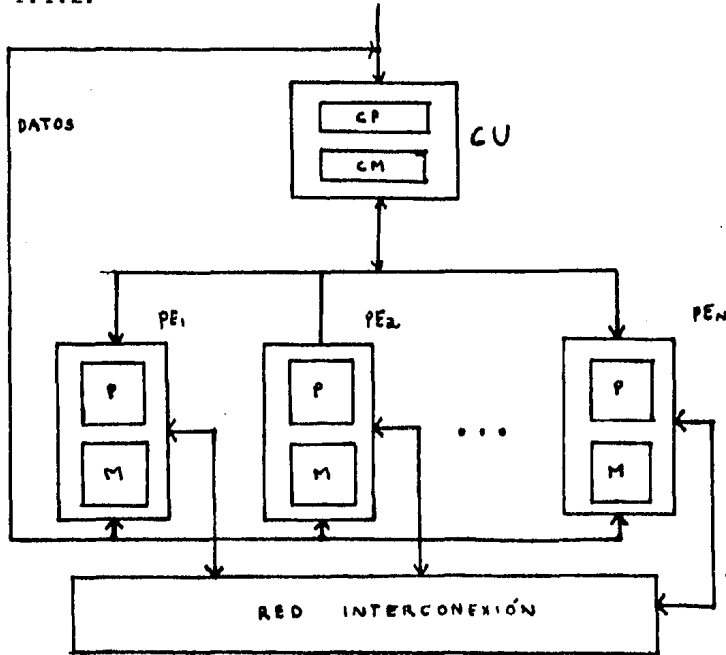 CP
CU
DATOS
CM
PE1
PE2
PEN
P
P
P
M
M
...
M
RED INTERCONEXIÓN